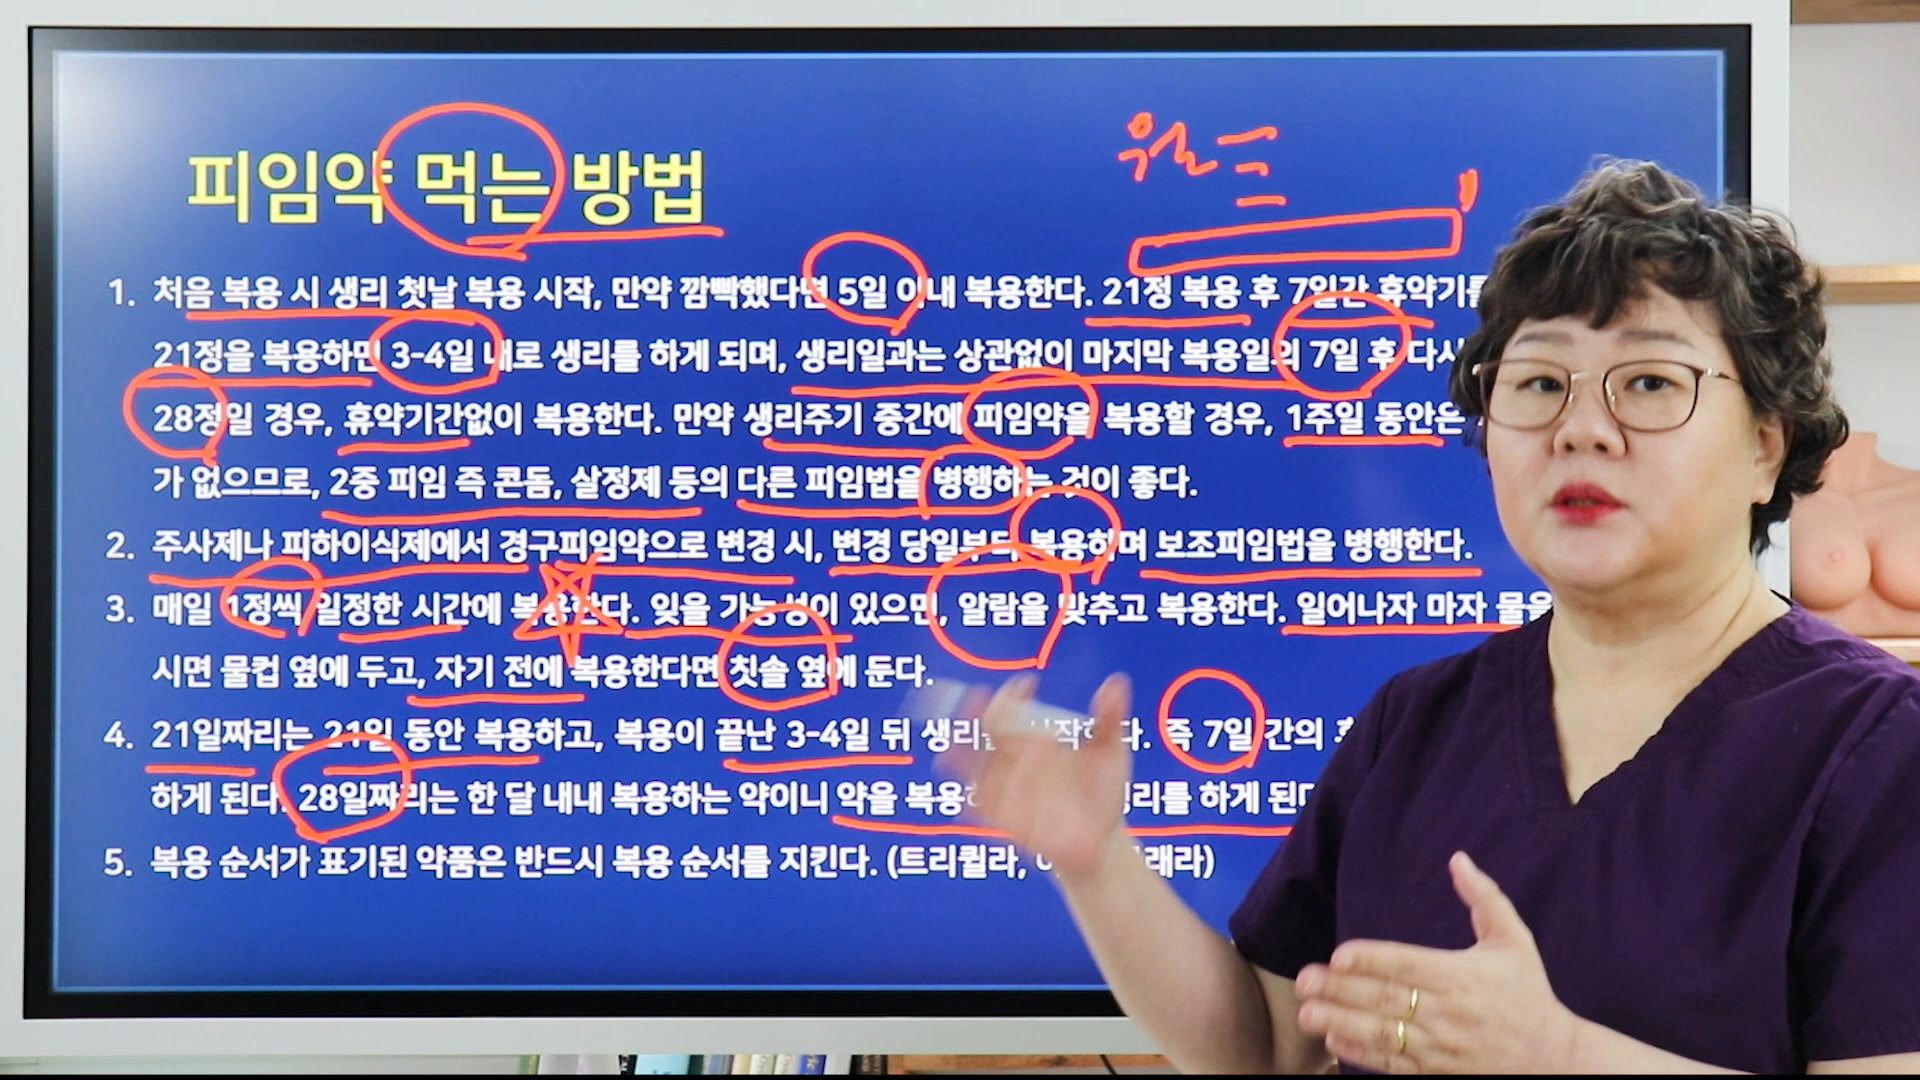 피임약 먹는 방법
1. 처음 복용 시 생리 첫날 복용 시작, 만약 깜빡했다면 5일 이내 복용한다. 21정 복용 후 7일간 휴약기를
21정을 복용하면 3-4일 내로 생리를 하게 되며, 생리일과는 상관없이 마지막 복용일의 7일 후 다시
28정일 경우, 휴약기간없이 복용한다. 만약 생리주기 중간에 피임약을 복용할 경우, 1주일 동안은
가 없으므로, 2중 피임 즉 콘돔, 살정제 등의 다른 피임법을 병행하는 것이 좋다.
2. 주사제나 피하이식제에서 경구피임약으로 변경 시, 변경 당일부터 복용하며 보조피임법을 병행한다.
3. 매일 1정씩 일정한 시간에 복용한다. 잊을 가능성이 있으면, 알람을 맞추고 복용한다. 일어나자 마자 물을
시면 물컵 옆에 두고, 자기 전에 복용한다면 칫솔 옆에 둔다.
4. 21일짜리는 21일 동안 복용하고, 복용이 끝난 3-4일 뒤 생리를 즉 7일 간의
하게 된다. 28일짜리는 한 달 내내 복용하는 약이니 약을 생리를 하게 된다
5. 복용 순서가 표기된 약품은 반드시 복용 순서를 지킨다. (트리퀼라,